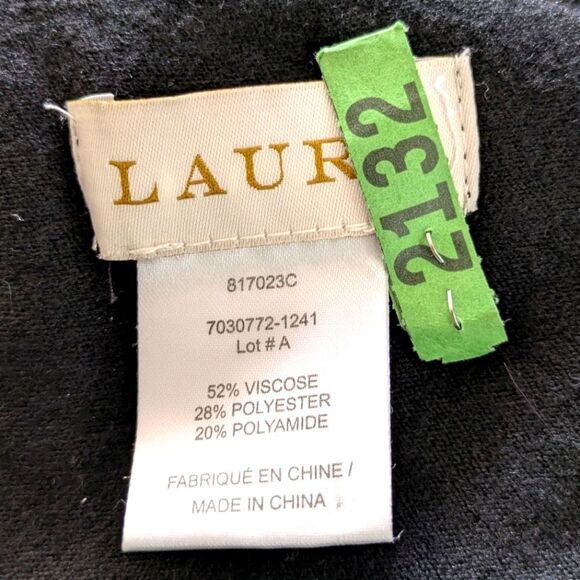 LAUR
2132
817023C
7030772-1241
Lot # A
52% VISCOSE
28% POLYESTER
20% POLYAMIDE
FABRIQUÉ EN CHINE /
MADE IN CHINA